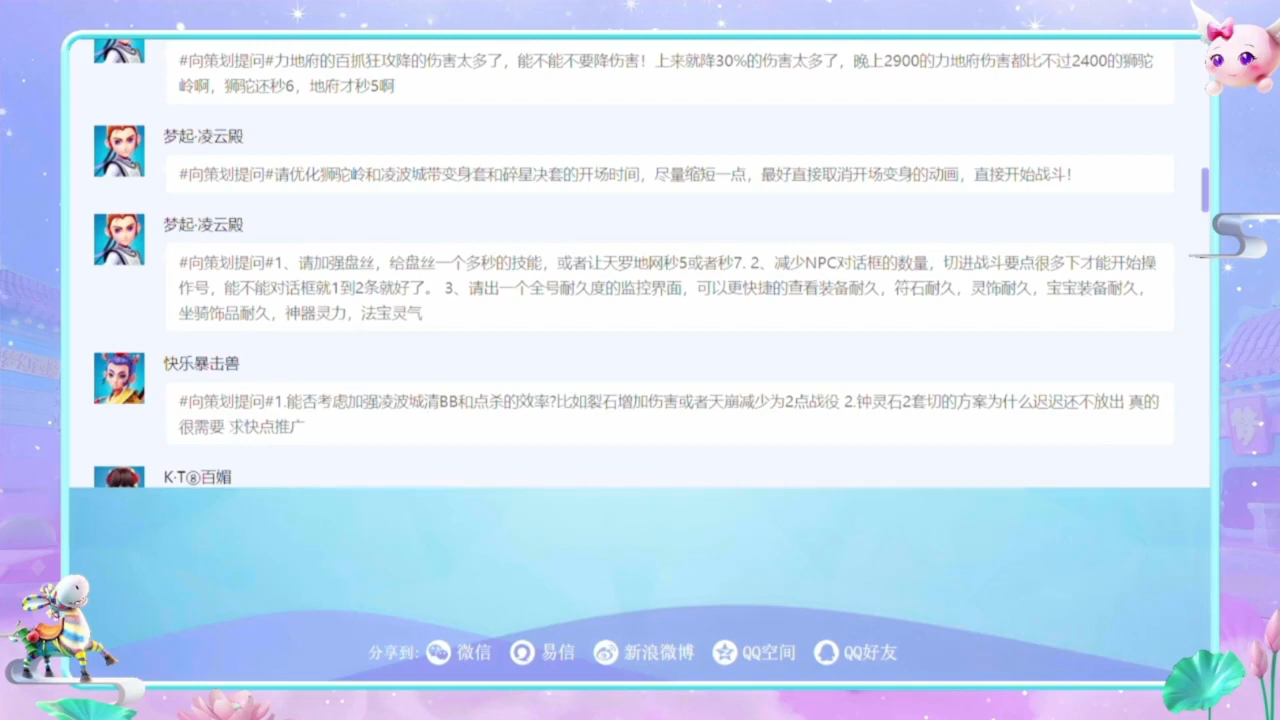 #向策划提问#力地府的百抓狂攻降的伤害太多了，能不能不要降伤害！上来就降30%的伤害太多了，晚上2900的力地府伤害都比不过2400的狮驼
岭啊，狮驼还秒6，地府才秒5啊
梦起·凌云殿
#向策划提问#请优化狮驼岭和凌波城带变身套和碎星决套的开场时间，尽量缩短一点，最好直接取消开场变身的动画，直接开始战斗！
梦起·凌云殿
#向策划提问#1、请加强盘丝，给盘丝一个多秒的技能，或者让天罗地网秒5或者秒7. 2、减少NPC对话框的数量，切进战斗要点很多下才能开始操
作号，能不能对话框就1到2条就好了。 3、请出一个全号耐久度的监控界面，可以更快捷的查看装备耐久，符石耐久，灵饰耐久，宝宝装备耐久，
坐骑饰品耐久，神器灵力，法宝灵气
快乐暴击兽
#向策划提问#1.能否考虑加强凌波城清BB和点杀的效率?比如裂石增加伤害或者天崩减少为2点战役 2.钟灵石2套切的方案为什么迟迟还不放出 真的
很需要 求快点推广
K·T⑧百媚
分享到: 微信 易信 新浪微博 QQ空间 QQ好友
梦